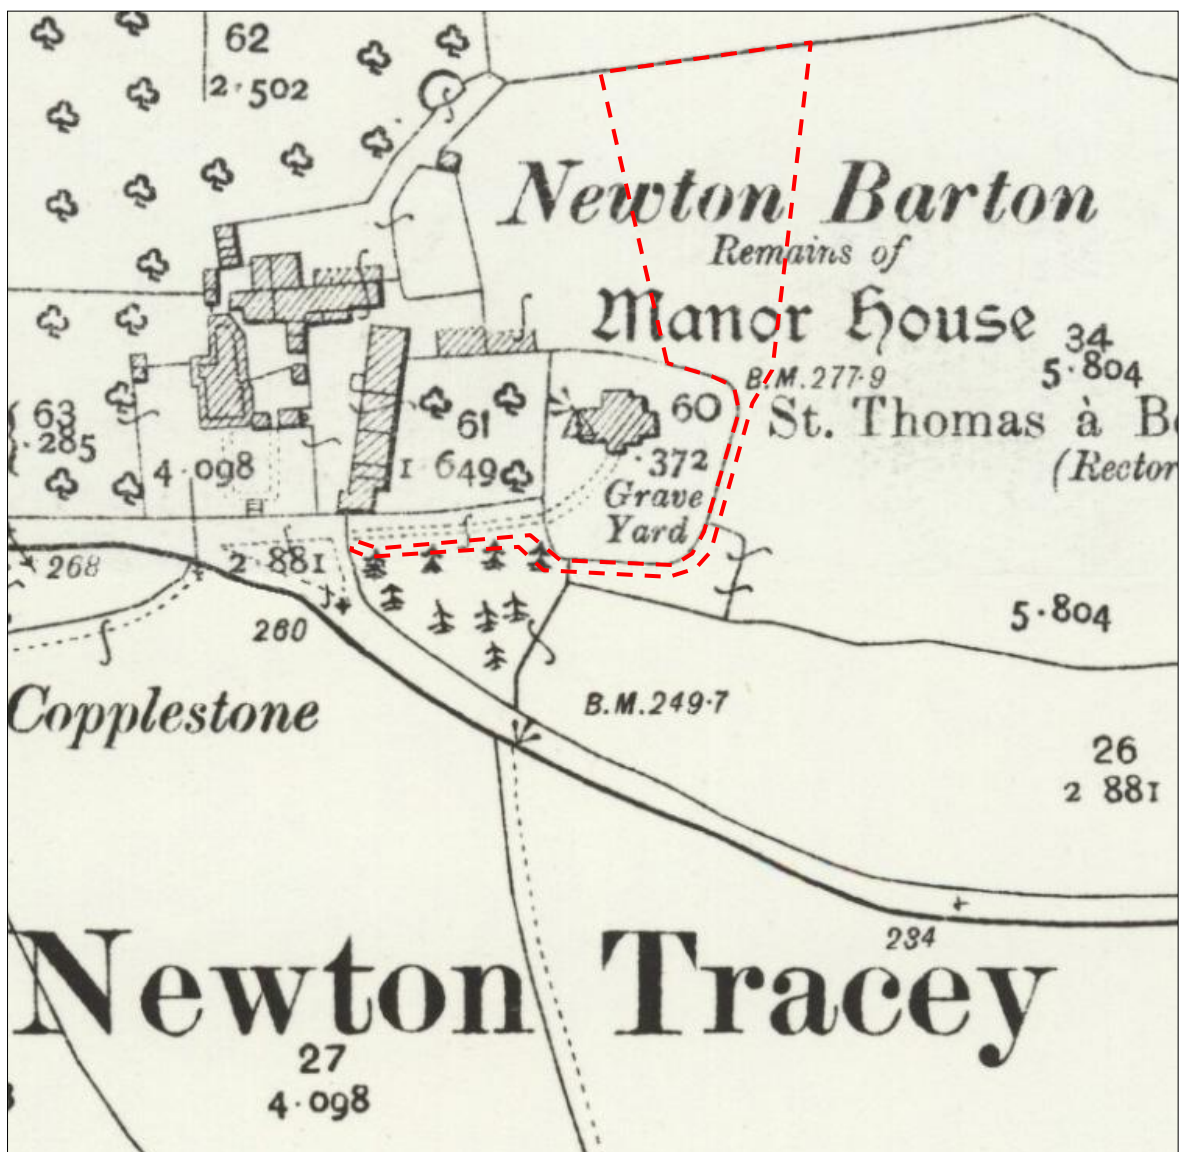 62
2·502
Newton Barton
Remains of
Manor House
34
5·804
B.M.277·9
63
·285
4·098
61
1·649
60
·372
St. Thomas à
(Rector
Grave
Yard
268
2·881
260
5·804
Copplestone
B.M.249·7
26
2·881
234
Newton Tracey
27
4·098